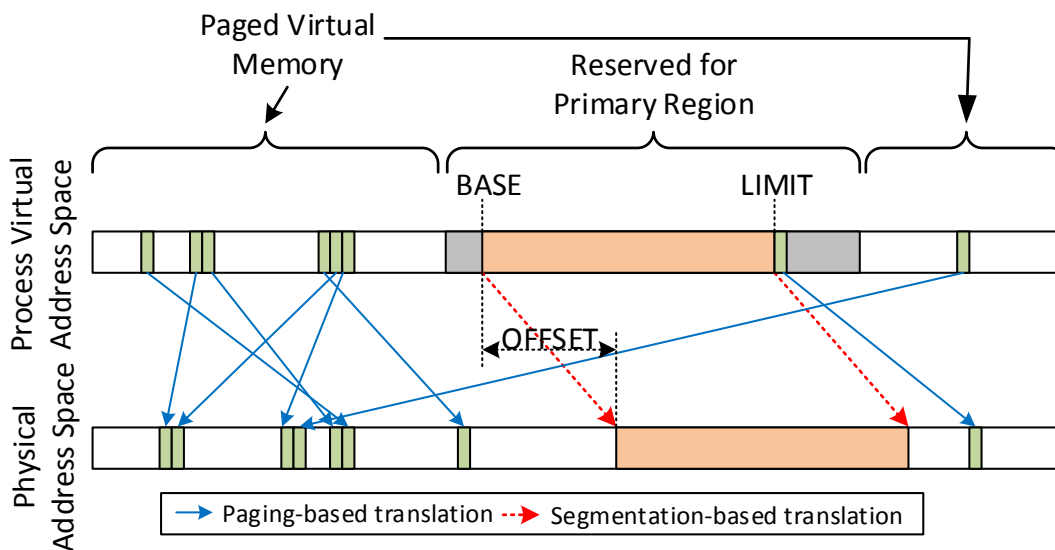 Paged Virtual
Memory
Reserved for
Primary Region
BASE
LIMIT
Process Virtual
Address Space
OFFSET
Physical
Address Space
Paging-based translation
Segmentation-based translation